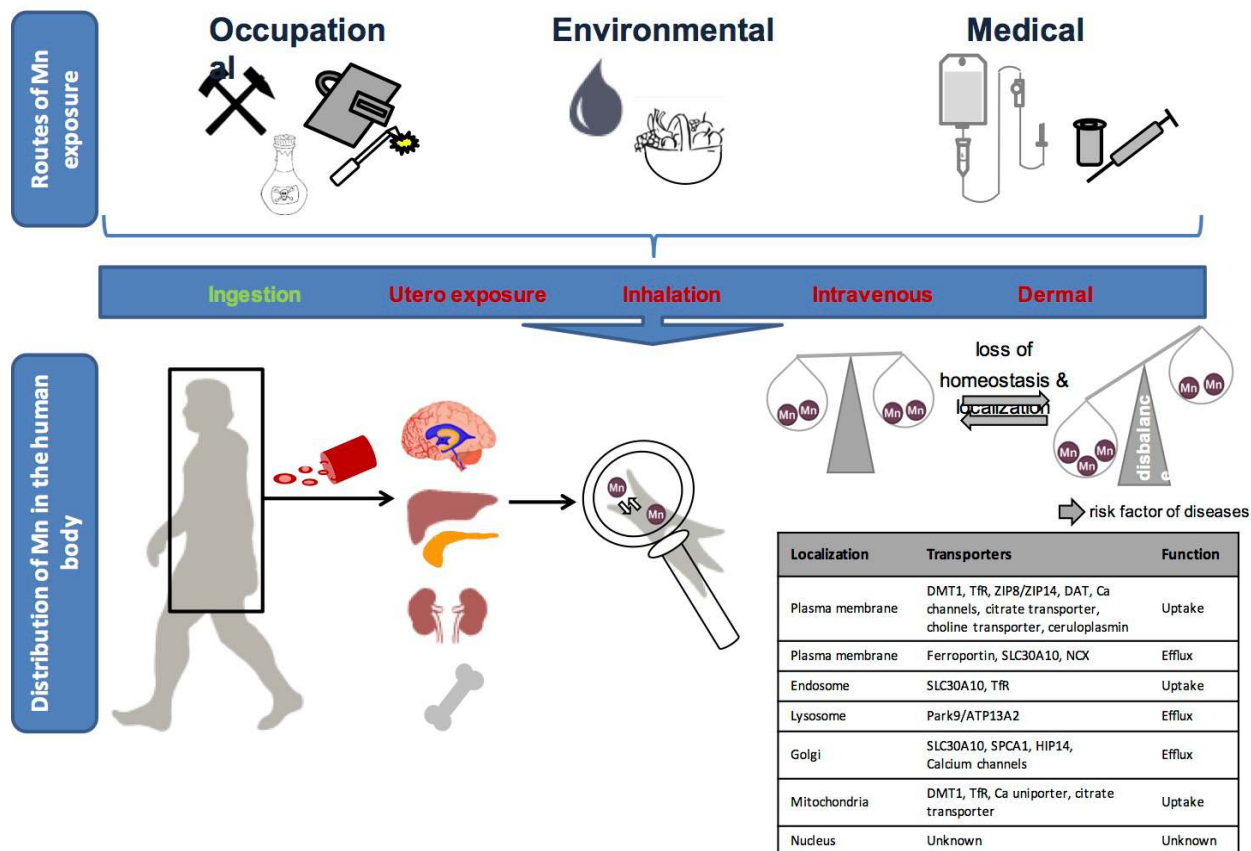 Routes of Mn
exposure
Occupation
al
Environmental
Medical
Ingestion
Utero exposure
Inhalation
Intravenous
Dermal
Distribution of Mn in the human
body
Mn
Mn
Mn Mn
Mn Mn
loss of
homeostasis &
localization
Mn Mn
Mn Mn
Mn
disbalanc
e
risk factor of diseases
Localization Transporters Function
Plasma membrane DMT1, TfR, ZIP8/ZIP14, DAT, Ca
channels, citrate transporter,
choline transporter, ceruloplasmin Uptake
Plasma membrane Ferroportin, SLC30A10, NCX Efflux
Endosome SLC30A10, TfR Uptake
Lysosome Park9/ATP13A2 Efflux
Golgi SLC30A10, SPCA1, HIP14,
Calcium channels Efflux
Mitochondria DMT1, TfR, Ca uniporter, citrate
transporter Uptake
Nucleus Unknown Unknown